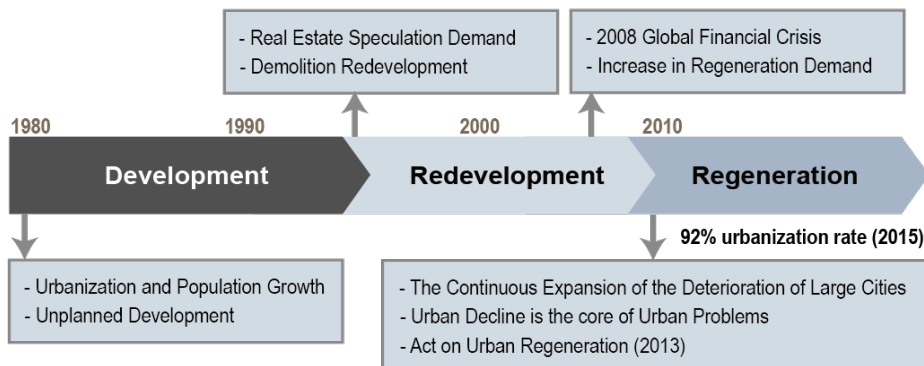 - Real Estate Speculation Demand
- Demolition Redevelopment
- 2008 Global Financial Crisis
- Increase in Regeneration Demand
1980
1990
2000
2010
Development
Redevelopment
Regeneration
92% urbanization rate (2015)
- Urbanization and Population Growth
- Unplanned Development
- The Continuous Expansion of the Deterioration of Large Cities
- Urban Decline is the core of Urban Problems
- Act on Urban Regeneration (2013)